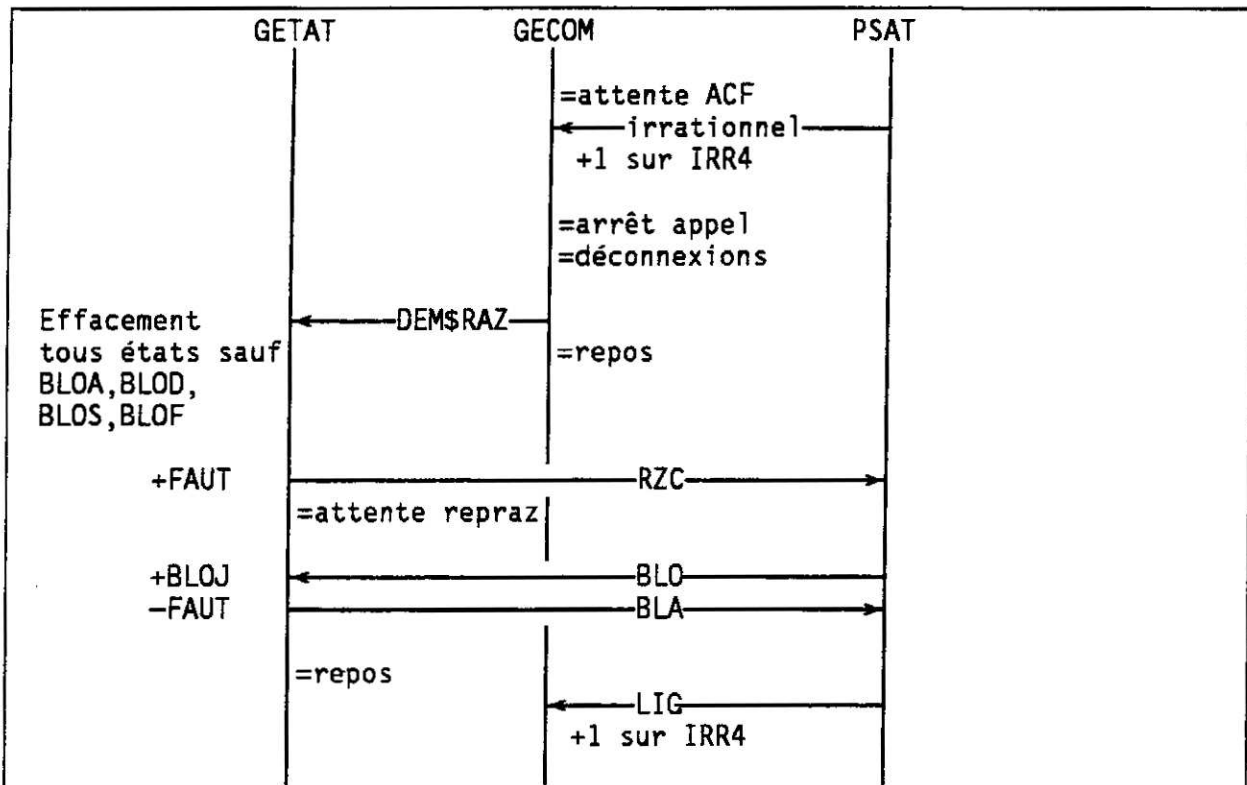 GETAT GECOM PSAT
=attente ACF
irrationnel
+1 sur IRR4
=arrêt appel
=déconnexions
DEM$RAZ
Effacement
tous états sauf
BLOA,BLOD,
BLOS,BLOF
=repos
+FAUT RZC
=attente repraz
+BLOJ BLO
-FAUT BLA
=repos
LIG
+1 sur IRR4